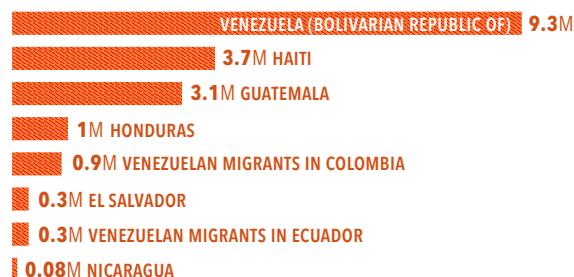 VENEZUELA (BOLIVARIAN REPUBLIC OF) 9.3M
3.7M HAITI
3.1M GUATEMALA
1M HONDURAS
0.9M VENEZUELAN MIGRANTS IN COLOMBIA
0.3M EL SALVADOR
0.3M VENEZUELAN MIGRANTS IN ECUADOR
0.08M NICARAGUA